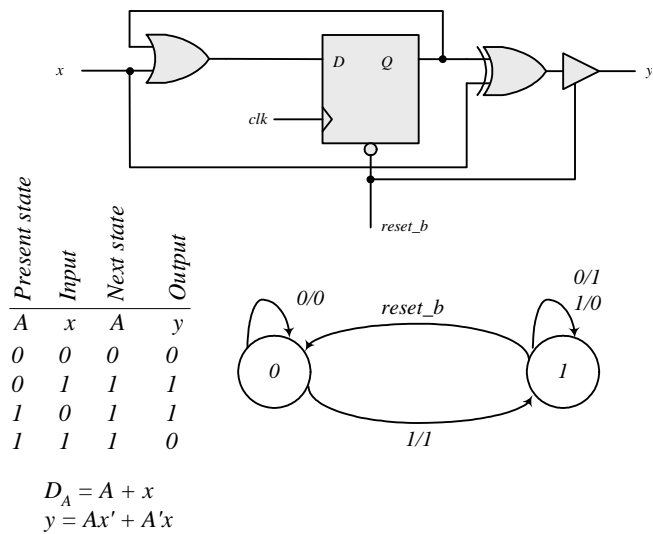 x
D Q
y
clk
reset_b
Present state
Input
Next state
Output
A x A y
0 0 0 0
0 1 1 1
1 0 1 1
1 1 1 0
0/0
reset_b
0/1
1/0
0
1
1/1
D_A = A + x
y = Ax' + A'x